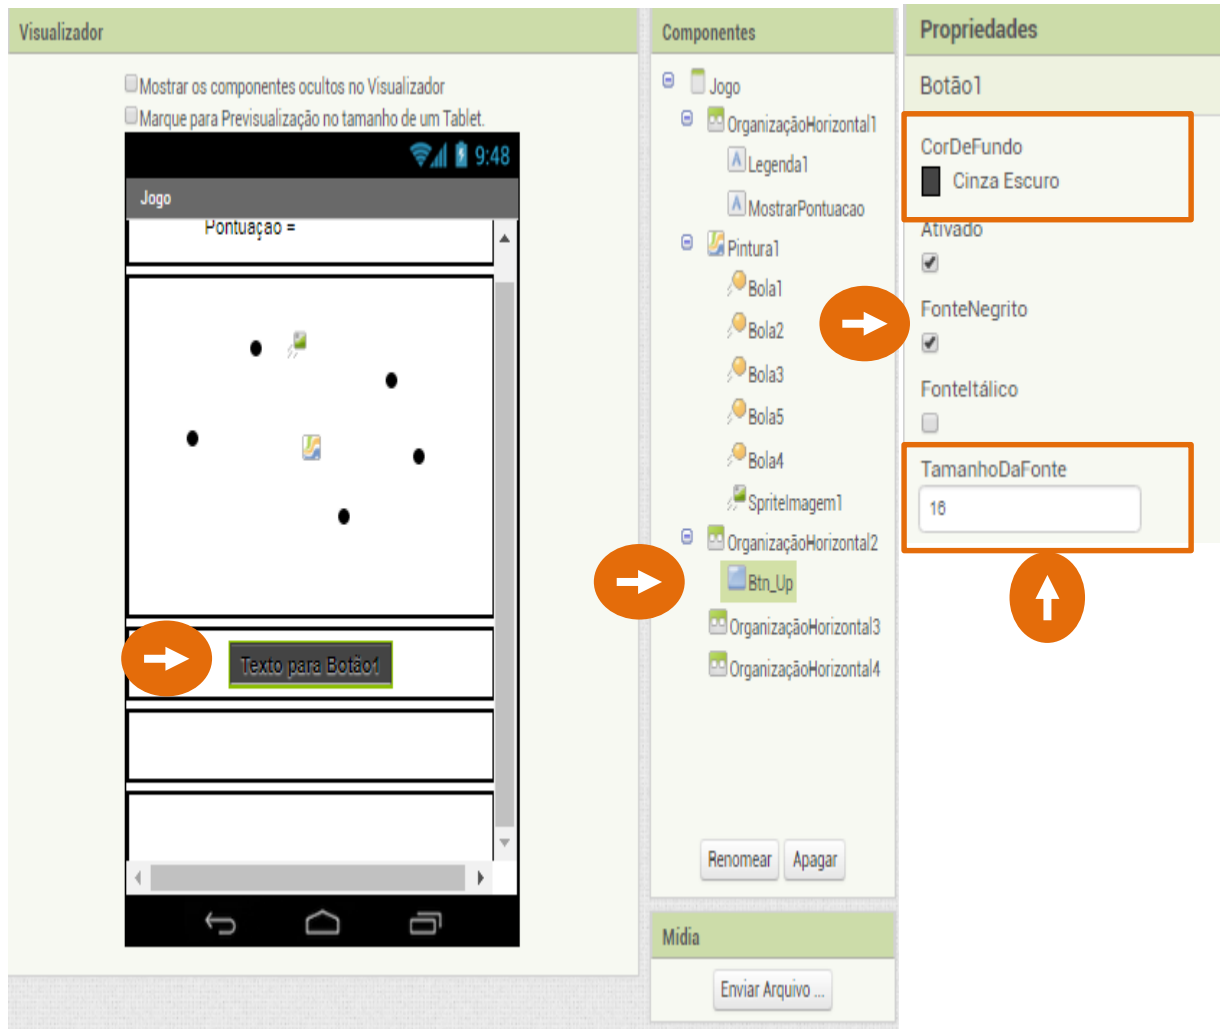 Visualizador
Mostrar os componentes ocultos no Visualizador
Marque para Previsualização no tamanho de um Tablet.
9:48
Jogo
Pontuaçao =
Texto para Botão1
Componentes
Jogo
OrganizaçãoHorizontal1
Legenda1
MostrarPontuacao
Pintura1
Bola1
Bola2
Bola3
Bola5
Bola4
SpriteImagem1
OrganizaçãoHorizontal2
Btn_Up
OrganizaçãoHorizontal3
OrganizaçãoHorizontal4
Renomear Apagar
Mídia
Enviar Arquivo ...
Propriedades
Botão1
CorDeFundo
Cinza Escuro
Ativado
FonteNegrito
FonteItálico
TamanhoDaFonte
16